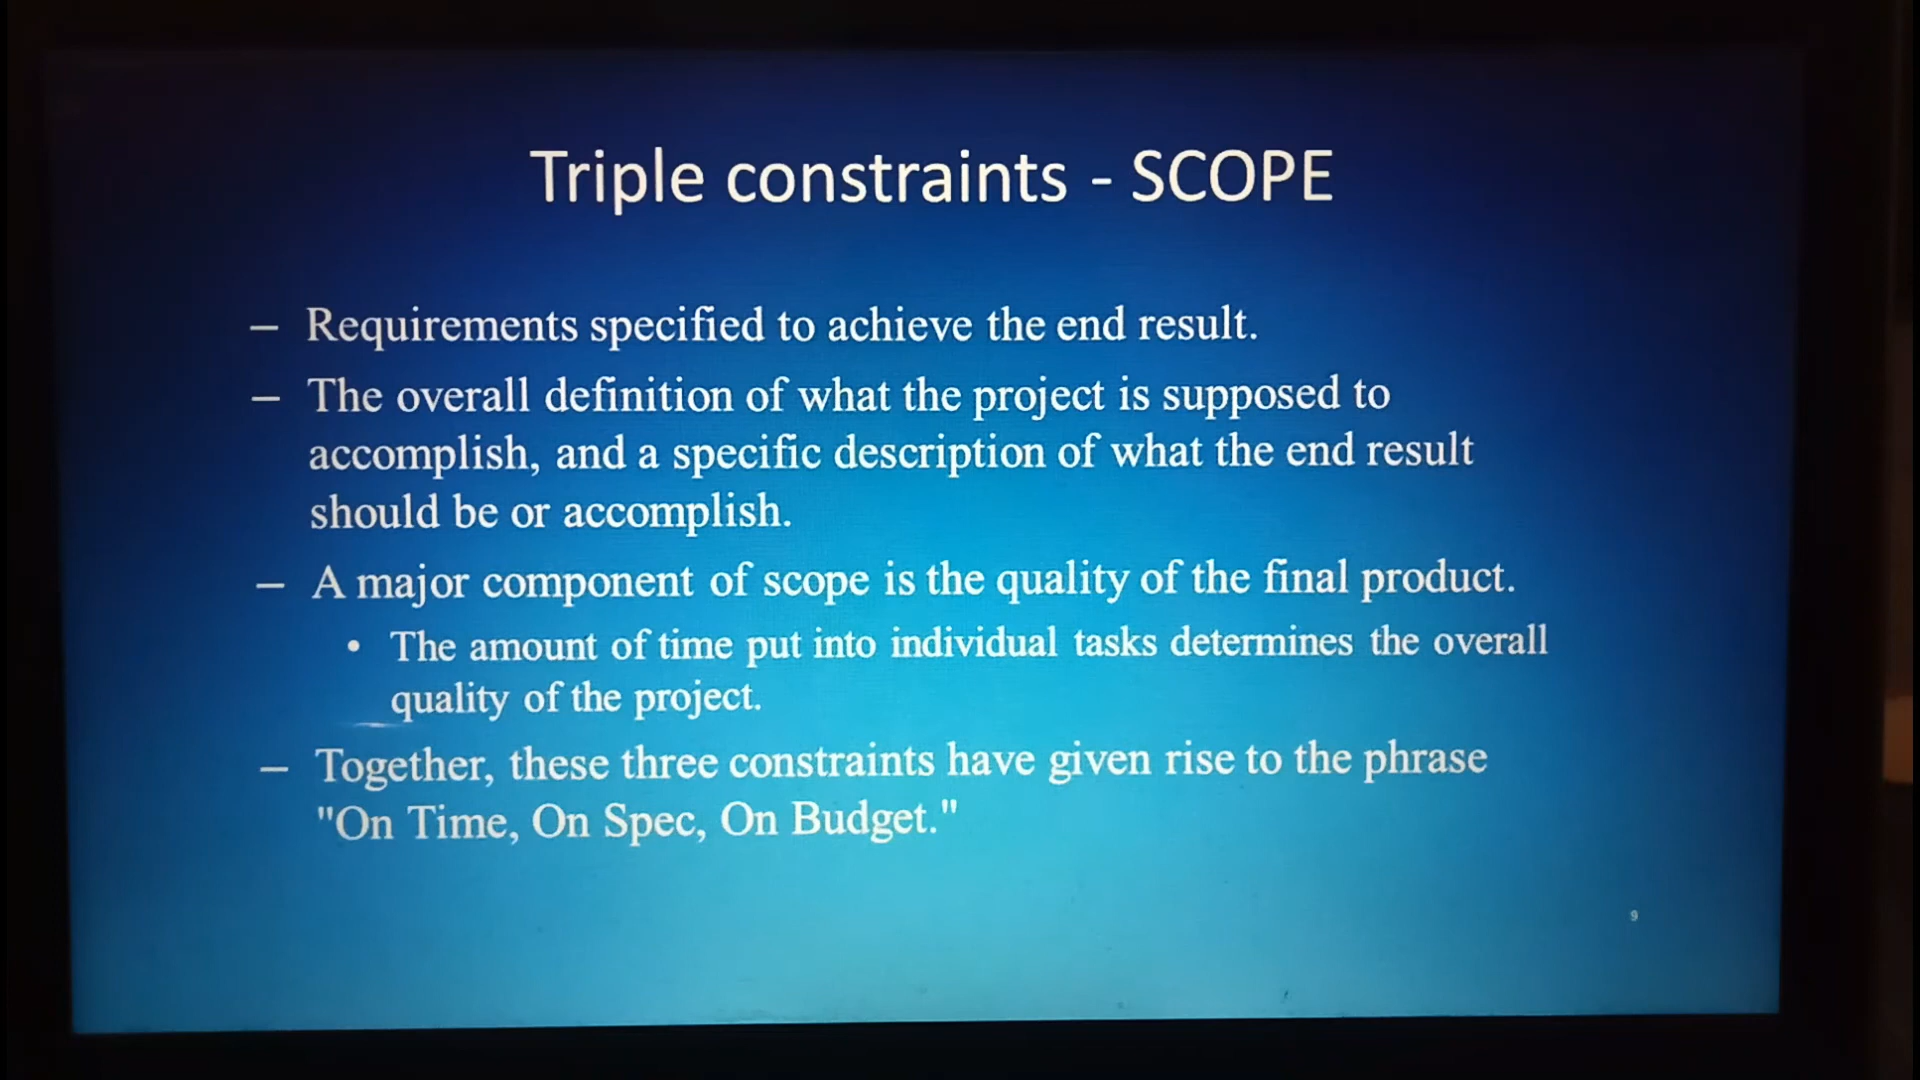 Triple constraints - SCOPE
– Requirements specified to achieve the end result.
– The overall definition of what the project is supposed to
accomplish, and a specific description of what the end result
should be or accomplish.
– A major component of scope is the quality of the final product.
• The amount of time put into individual tasks determines the overall
quality of the project.
– Together, these three constraints have given rise to the phrase
"On Time, On Spec, On Budget."
9